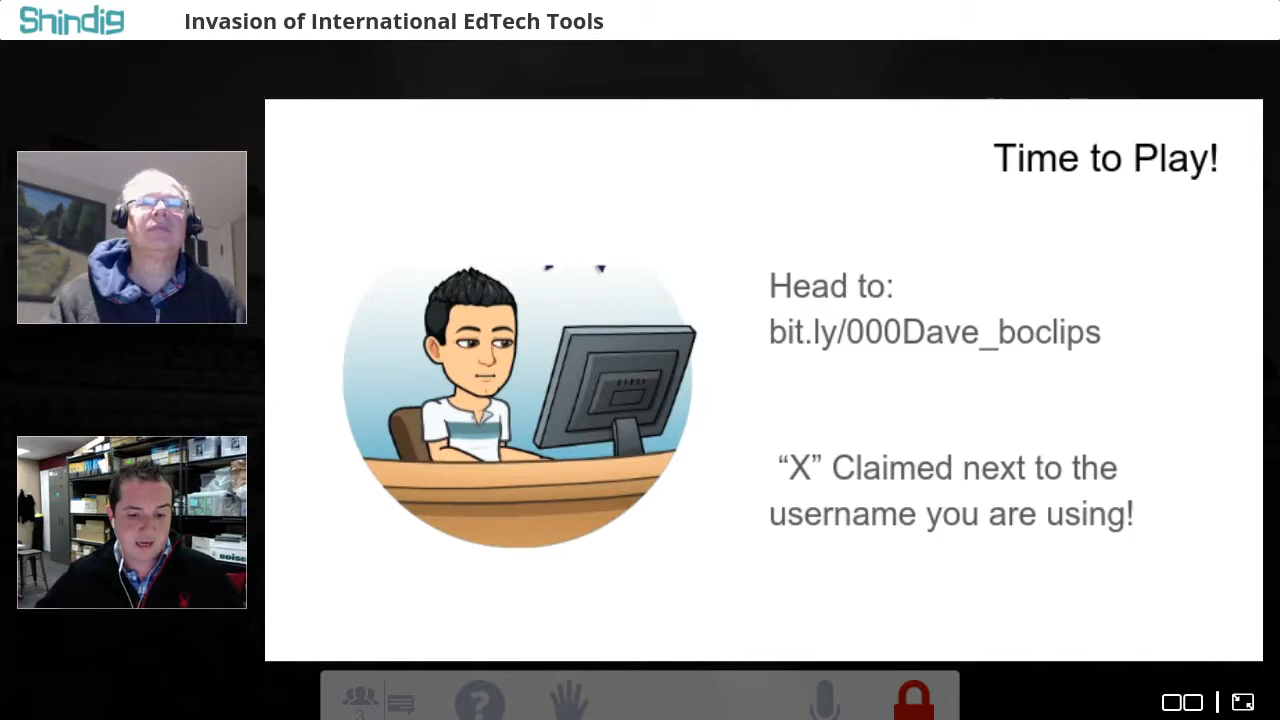 Shindig
Invasion of International EdTech Tools
Time to Play!
Head to:
bit.ly/000Dave_boclips
“X” Claimed next to the
username you are using!
3